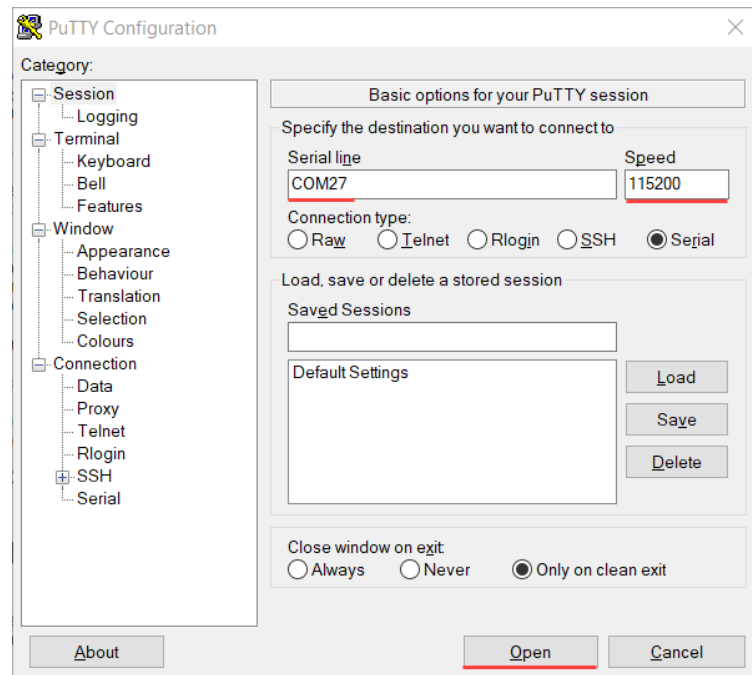 PuTTY Configuration
Category:
Session
Logging
Terminal
Keyboard
Bell
Features
Window
Appearance
Behaviour
Translation
Selection
Colours
Connection
Data
Proxy
Telnet
Rlogin
SSH
Serial
Basic options for your PuTTY session
Specify the destination you want to connect to
Serial line Speed
COM27 115200
Connection type:
Raw Telnet Rlogin SSH Serial
Load, save or delete a stored session
Saved Sessions
Default Settings
Load
Save
Delete
Close window on exit:
Always Never Only on clean exit
About Open Cancel